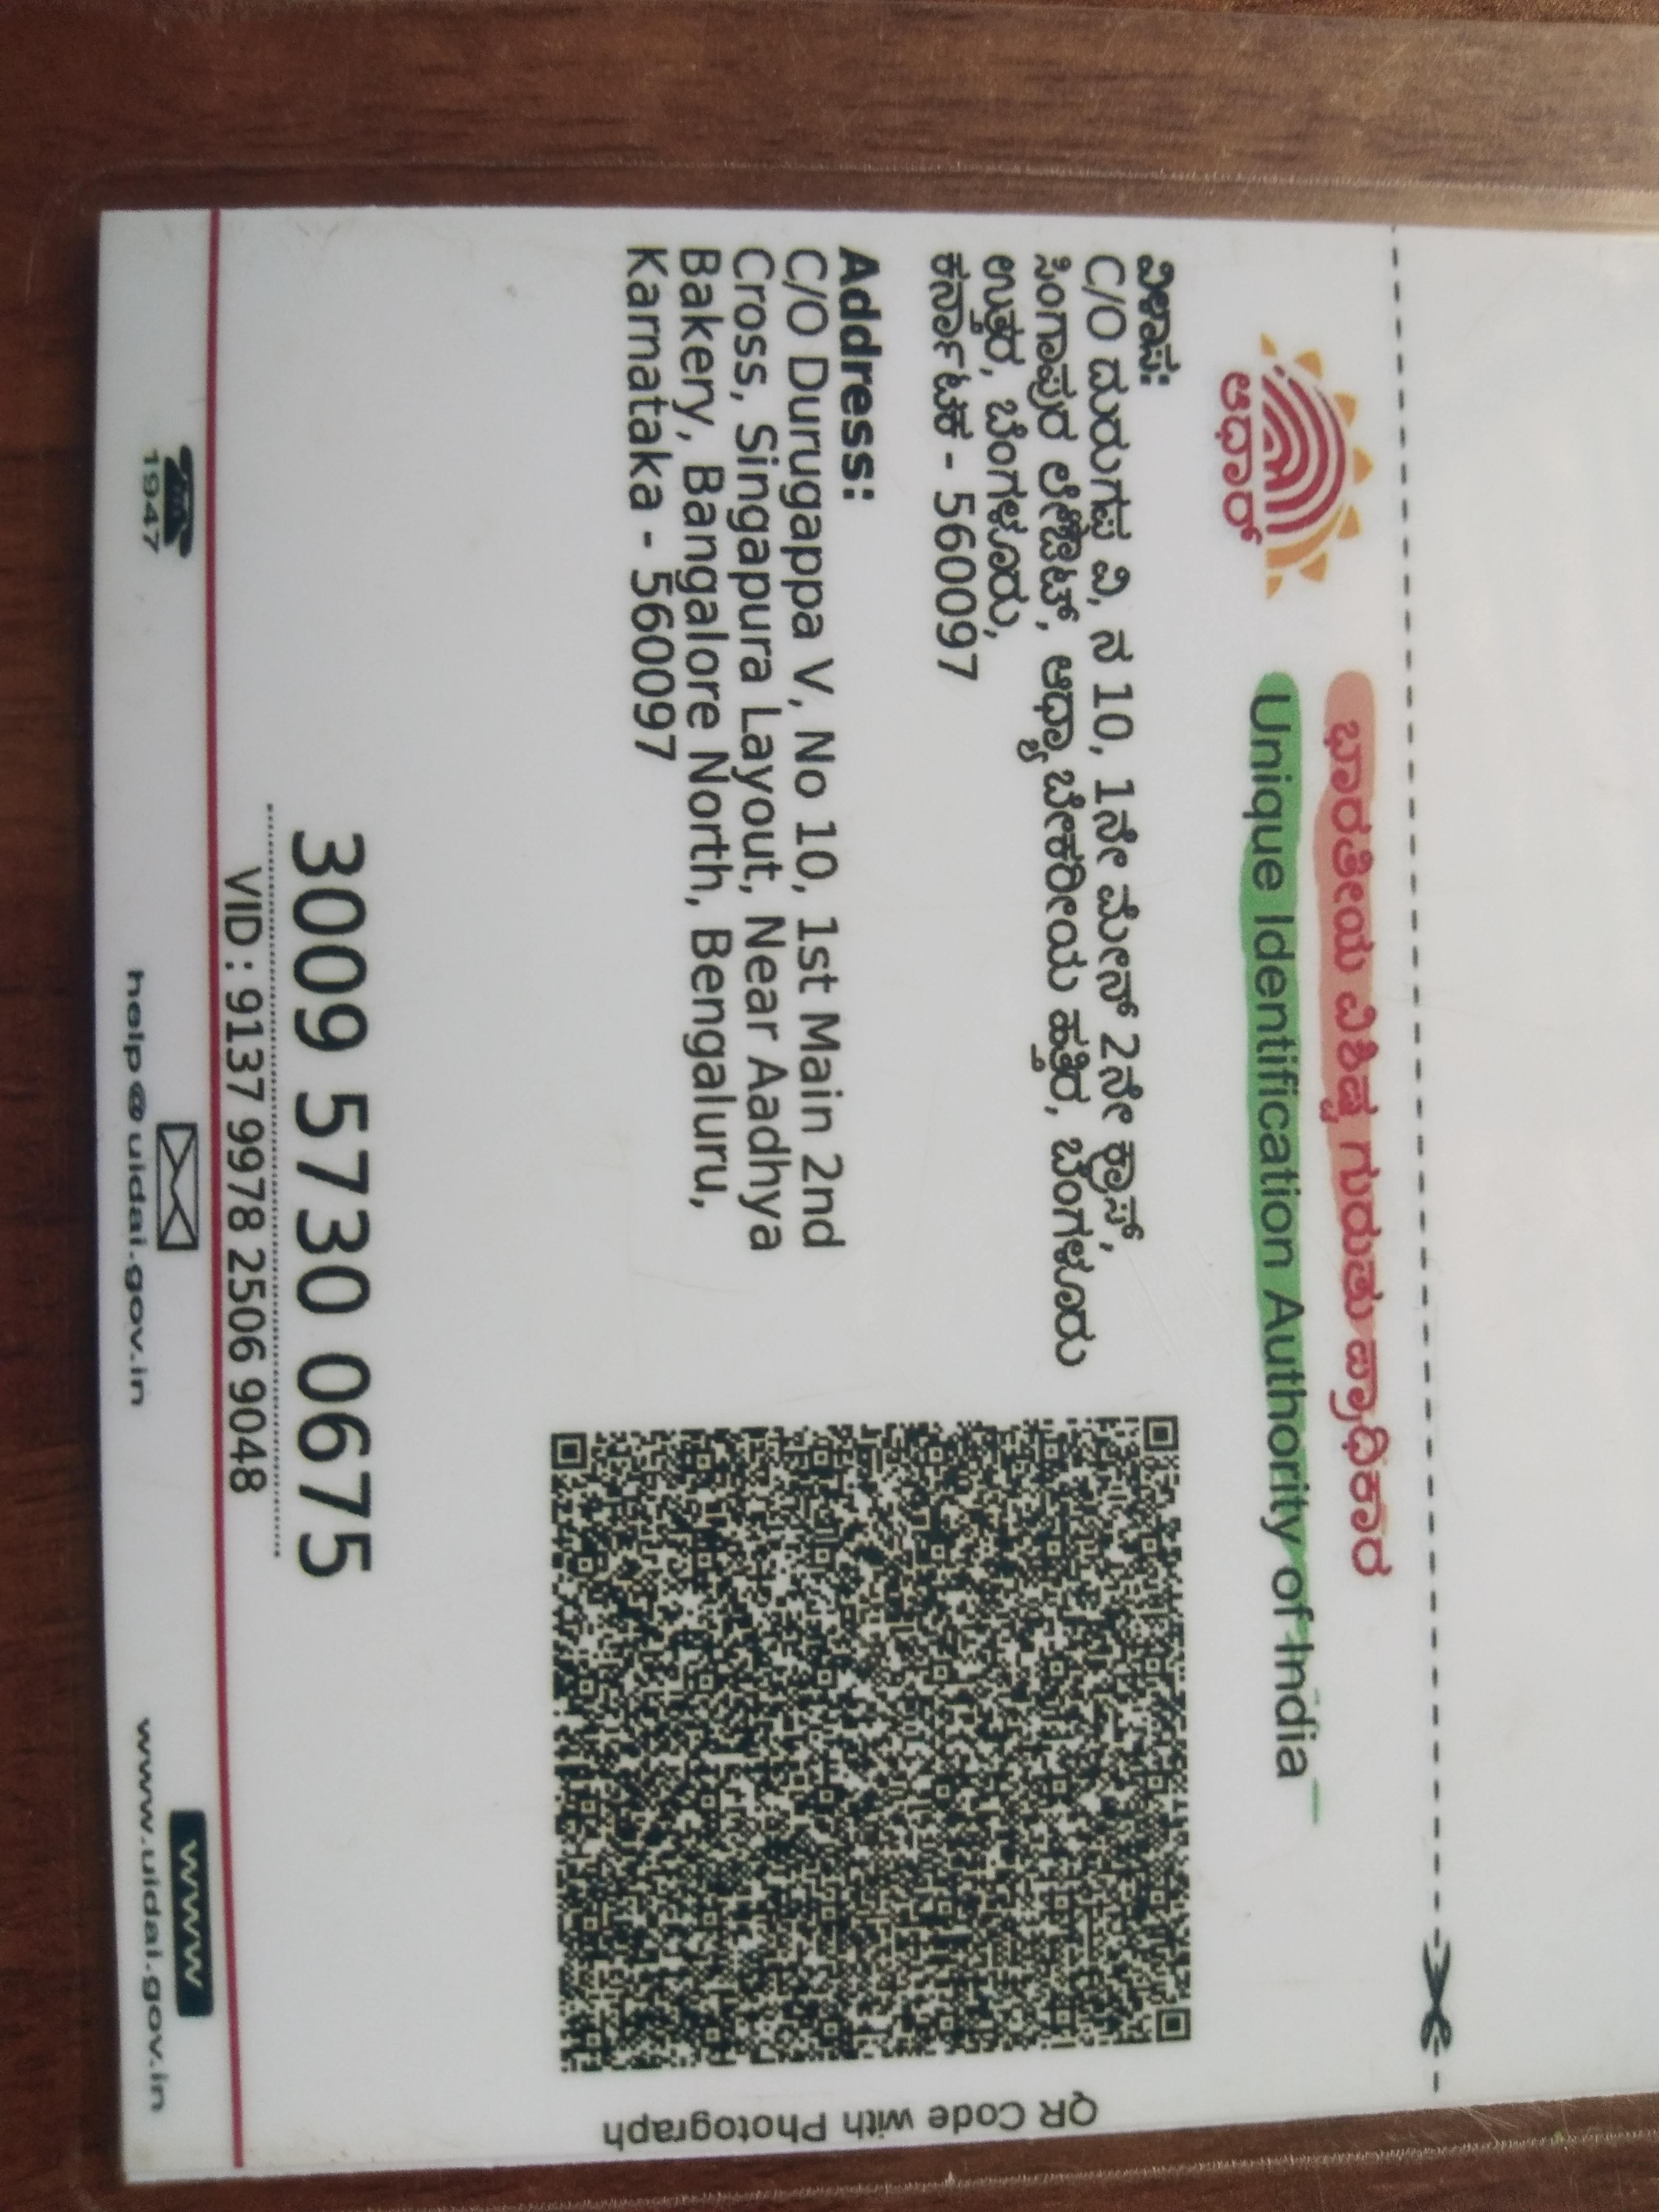 ಭಾರತೀಯ ವಿಶಿಷ್ಟ ಗುರುತು ಪ್ರಾಧಿಕಾರ
Unique Identification Authority of India
ಆಧಾರ್
ವಿಳಾಸ:
C/O ದುರುಗಪ್ಪ ವಿ, ನ 10, 1ನೇ ಮೇನ್ 2ನೇ ಕ್ರಾಸ್,
ಸಿಂಗಾಪುರ ಲೇಔಟ್, ಆಧ್ಯಾ ಬೇಕರೀಯ ಹತ್ತಿರ, ಬೆಂಗಳೂರು
ಉತ್ತರ, ಬೆಂಗಳೂರು,
ಕರ್ನಾಟಕ - 560097
Address:
C/O Durugappa V, No 10, 1st Main 2nd
Cross, Singapura Layout, Near Aadhya
Bakery, Bangalore North, Bengaluru,
Karnataka - 560097
QR Code with Photograph
3009 5730 0675
VID : 9137 9978 2506 9048
1947
help@uidai.gov.in
www
www.uidai.gov.in